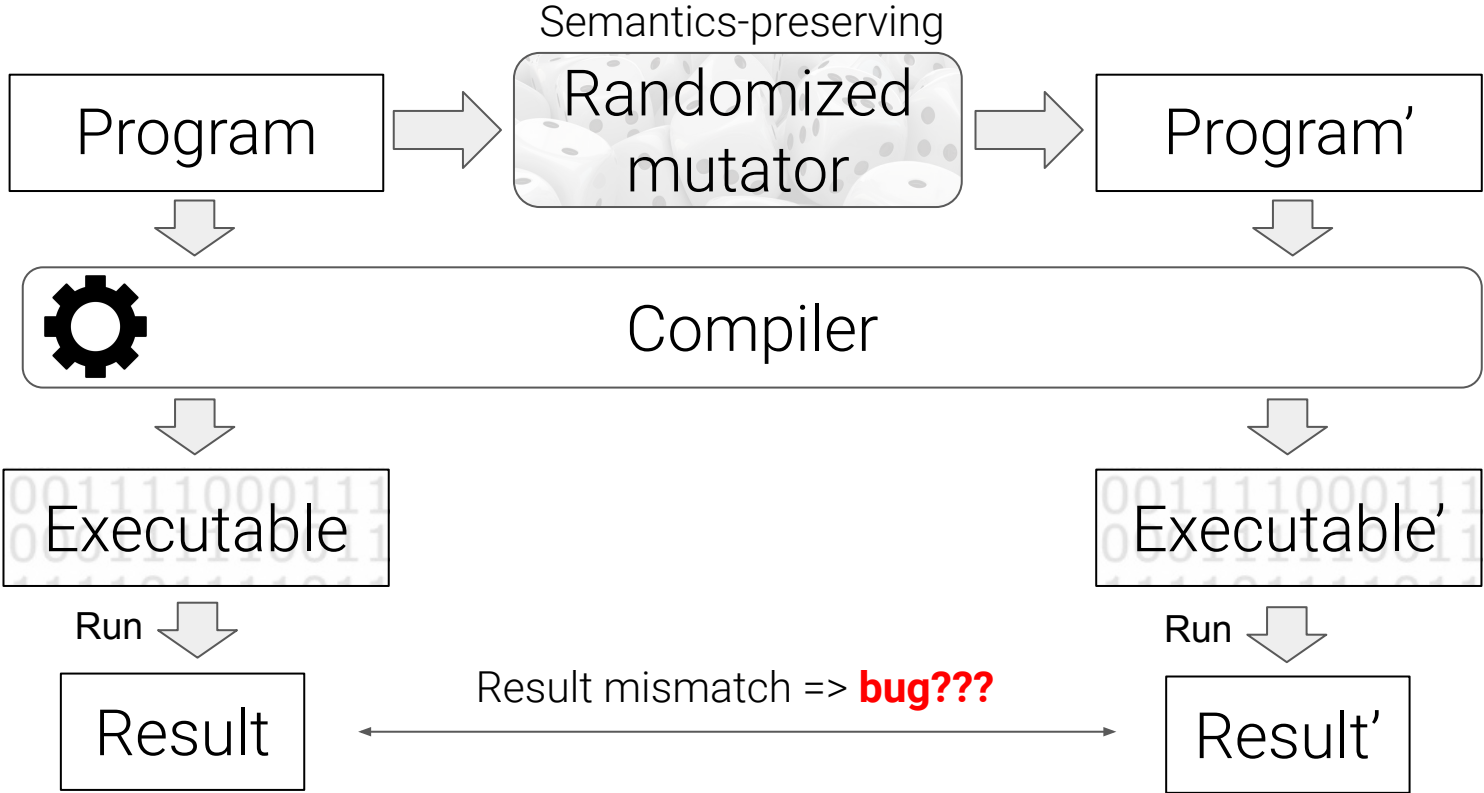 Semantics-preserving
Program
Randomized
mutator
Program’
Compiler
Executable
Executable’
Run
Run
Result mismatch => bug???
Result
Result’